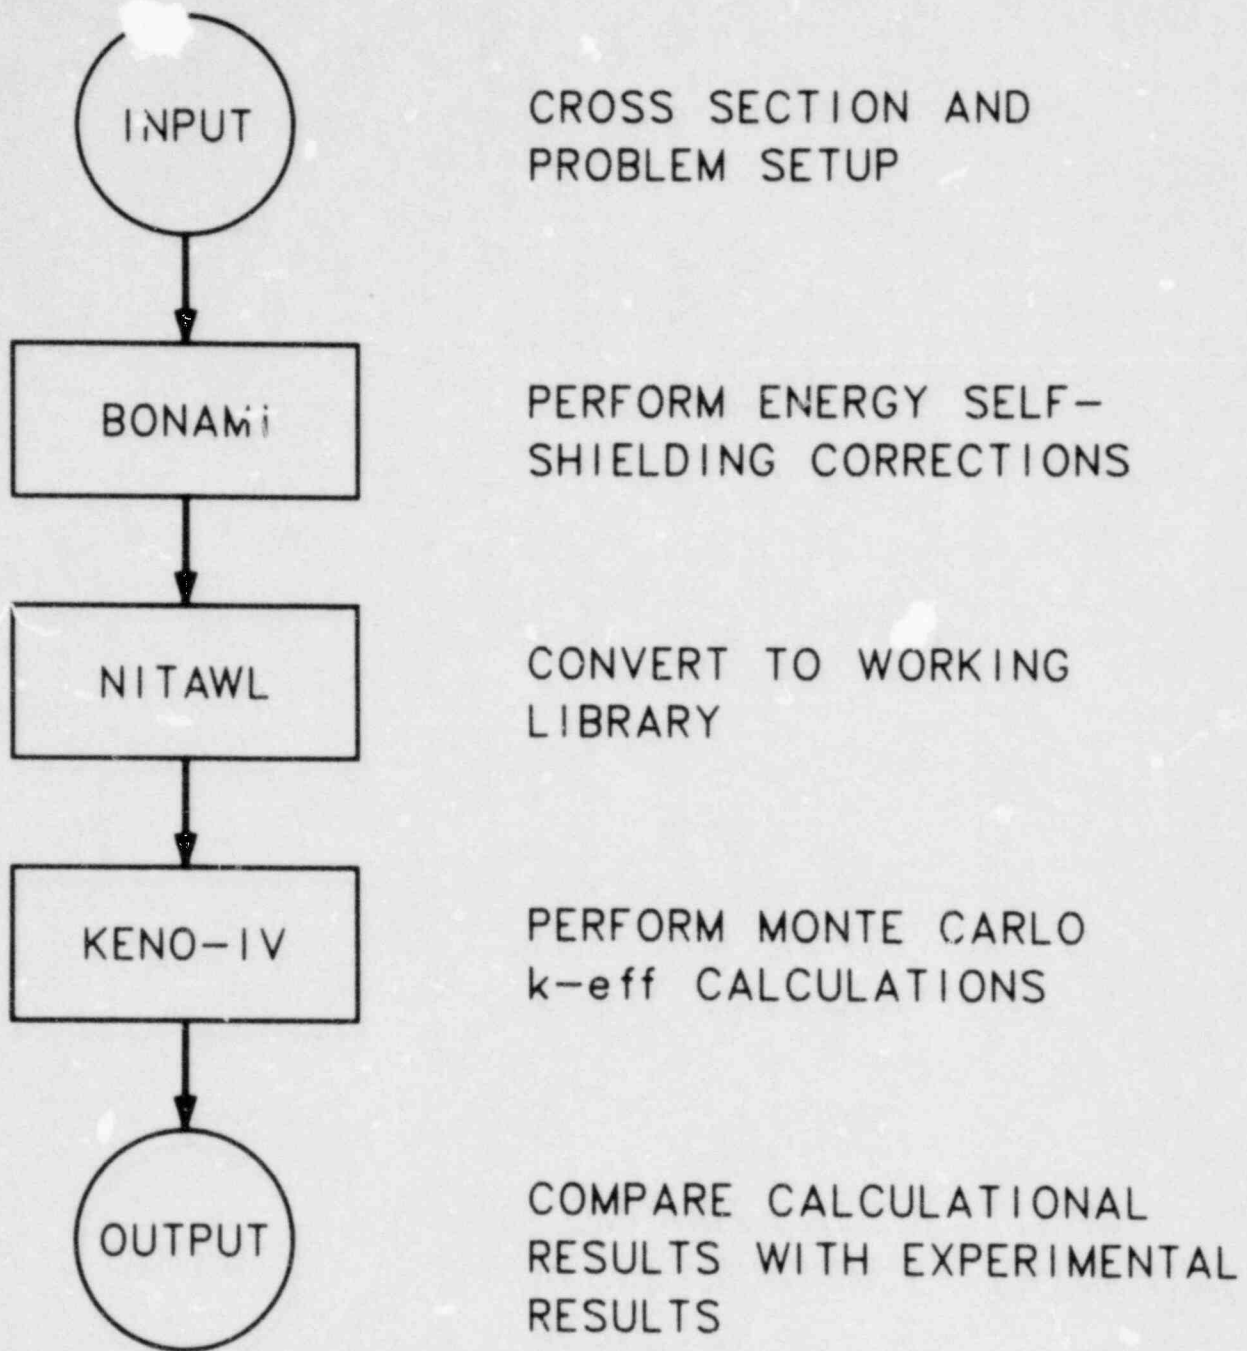 INPUT
CROSS SECTION AND
PROBLEM SETUP
BONAMI
PERFORM ENERGY SELF-
SHIELDING CORRECTIONS
NITAWL
CONVERT TO WORKING
LIBRARY
KENO-IV
PERFORM MONTE CARLO
k-eff CALCULATIONS
OUTPUT
COMPARE CALCULATIONAL
RESULTS WITH EXPERIMENTAL
RESULTS